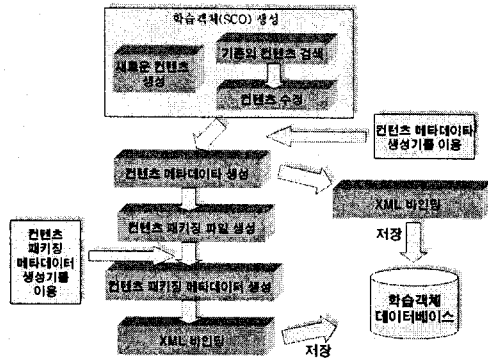 학습객체(SCO) 생성
새로운 컨텐츠
생성
기존의 컨텐츠 검색
컨텐츠 수정
컨텐츠 메타데이타
생성기를 이용
컨텐츠 메타데이타 생성
XML 바인딩
컨텐츠 패키징 파일 생성
컨텐츠
패키징
메타데이터
생성기를
이용
저장
컨텐츠 패키징 메타데이터 생성
학습객체
데이터베이스
XML 바인딩
저장